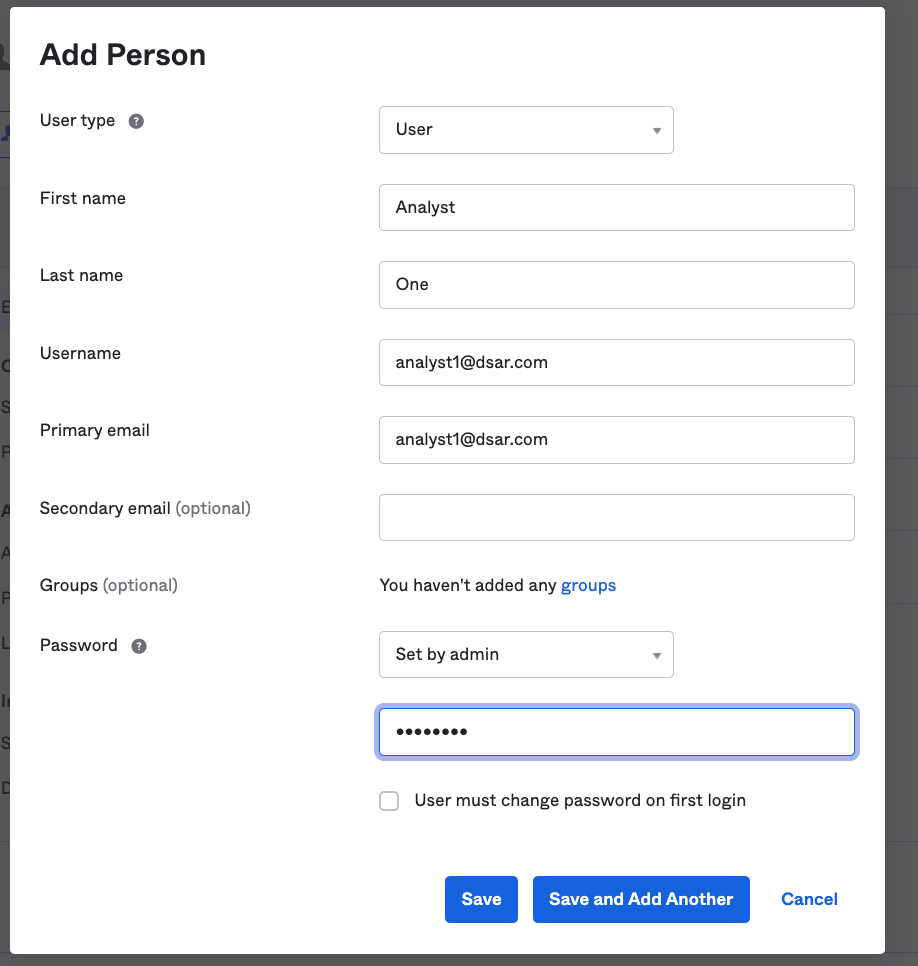 Add Person
User type ?
User
First name
Analyst
Last name
One
Username
analyst1@dsar.com
Primary email
analyst1@dsar.com
Secondary email (optional)
Groups (optional)
You haven't added any groups
Password ?
Set by admin
••••••••
User must change password on first login
Save
Save and Add Another
Cancel